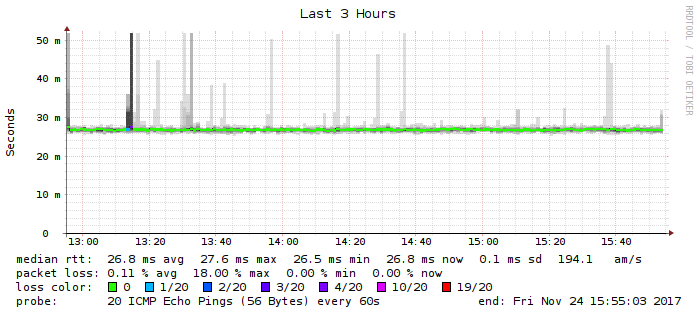 Last 3 Hours
RRDTOOL / TOBI OETIKER
Seconds
50 m
40 m
30 m
20 m
10 m
0
13:00 13:20 13:40 14:00 14:20 14:40 15:00 15:20 15:40
median rtt: 26.8 ms avg 27.6 ms max 26.5 ms min 26.8 ms now 0.1 ms sd 194.1 am/s
packet loss: 0.11 % avg 18.00 % max 0.00 % min 0.00 % now
loss color: 0 1/20 2/20 3/20 4/20 10/20 19/20
probe: 20 ICMP Echo Pings (56 Bytes) every 60s end: Fri Nov 24 15:55:03 2017